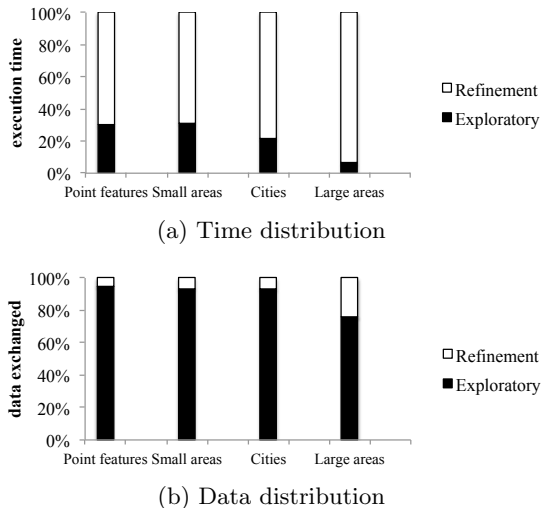 100%
80%
60%
40%
20%
0%
execution time
Refinement
Exploratory
Point features Small areas Cities Large areas
(a) Time distribution
100%
80%
60%
40%
20%
0%
data exchanged
Refinement
Exploratory
Point features Small areas Cities Large areas
(b) Data distribution